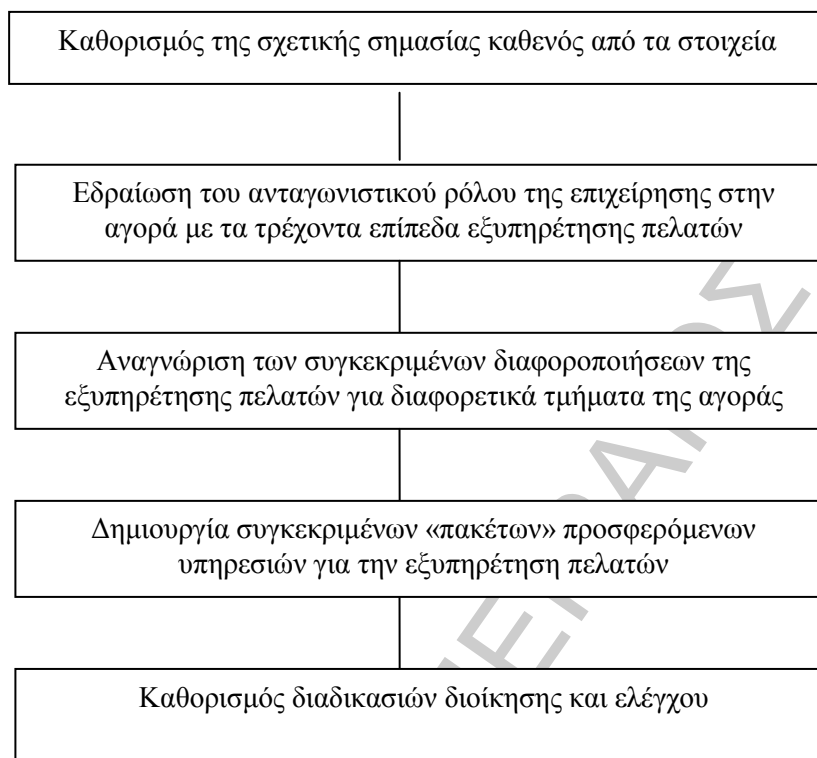 Καθορισμός της σχετικής σημασίας καθενός από τα στοιχεία
Εδραίωση του ανταγωνιστικού ρόλου της επιχείρησης στην
αγορά με τα τρέχοντα επίπεδα εξυπηρέτησης πελατών
Αναγνώριση των συγκεκριμένων διαφοροποιήσεων της
εξυπηρέτησης πελατών για διαφορετικά τμήματα της αγοράς
Δημιουργία συγκεκριμένων «πακέτων» προσφερόμενων
υπηρεσιών για την εξυπηρέτηση πελατών
Καθορισμός διαδικασιών διοίκησης και ελέγχου